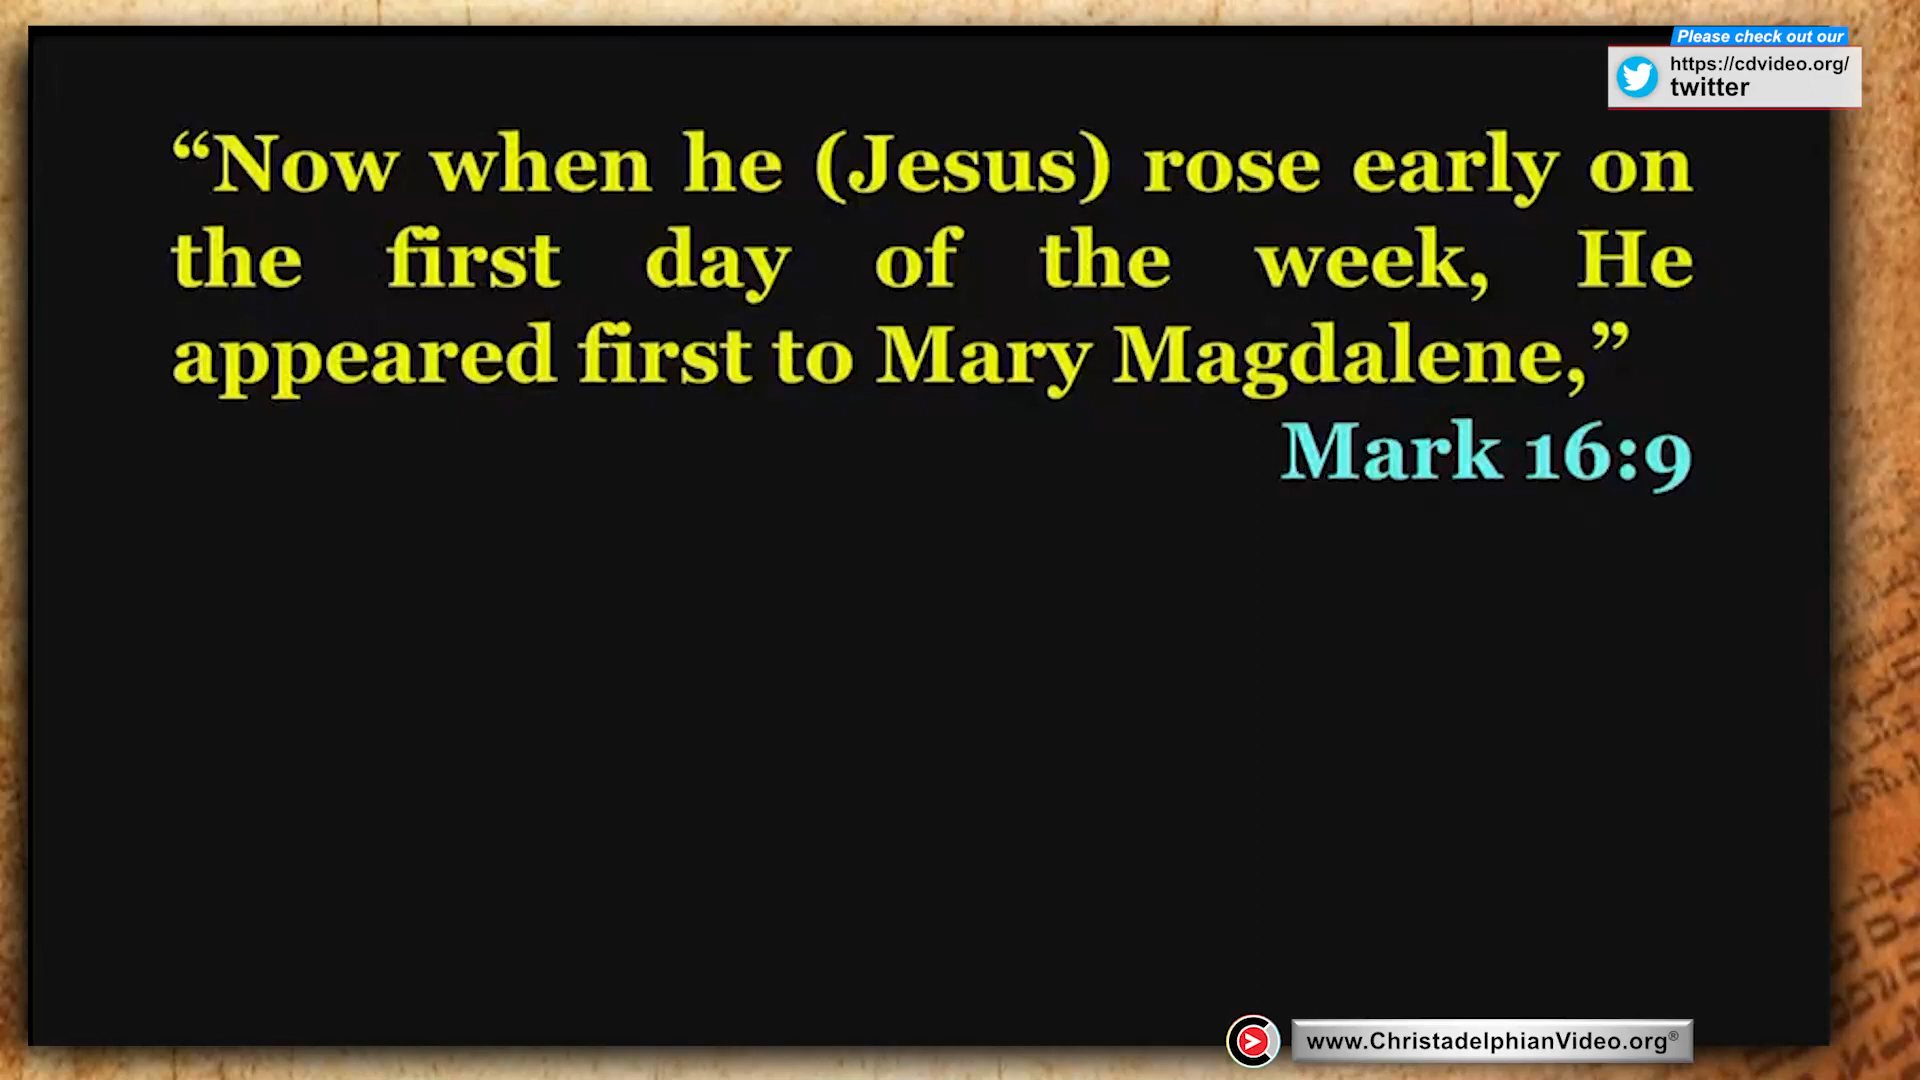 Please check out our
https://cdvideo.org/
twitter
“Now when he (Jesus) rose early on
the first day of the week, He
appeared first to Mary Magdalene,”
Mark 16:9
www.ChristadelphianVideo.org®